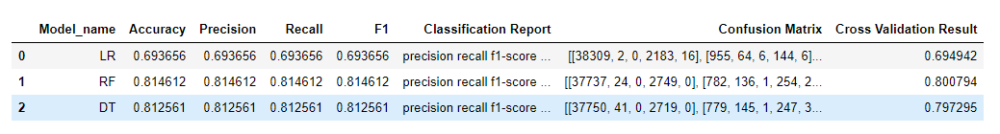 Model_name Accuracy Precision Recall F1 Classification Report Confusion Matrix Cross Validation Result
0 LR 0.693656 0.693656 0.693656 0.693656 precision recall f1-score ... [[38309, 2, 0, 2183, 16], [955, 64, 6, 144, 6]... 0.694942
1 RF 0.814612 0.814612 0.814612 0.814612 precision recall f1-score ... [[37737, 24, 0, 2749, 0], [782, 136, 1, 254, 2... 0.800794
2 DT 0.812561 0.812561 0.812561 0.812561 precision recall f1-score ... [[37750, 41, 0, 2719, 0], [779, 145, 1, 247, 3... 0.797295